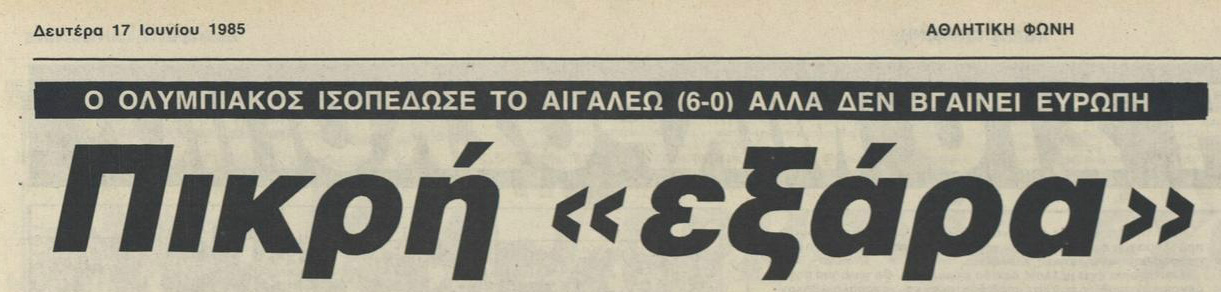 Δευτέρα 17 Ιουνίου 1985 ΑΘΛΗΤΙΚΗ ΦΩΝΗ
Ο ΟΛΥΜΠΙΑΚΟΣ ΙΣΟΠΕΔΩΣΕ ΤΟ ΑΙΓΑΛΕΩ (6-0) ΑΛΛΑ ΔΕΝ ΒΓΑΙΝΕΙ ΕΥΡΩΠΗ
Πικρή «εξάρα»